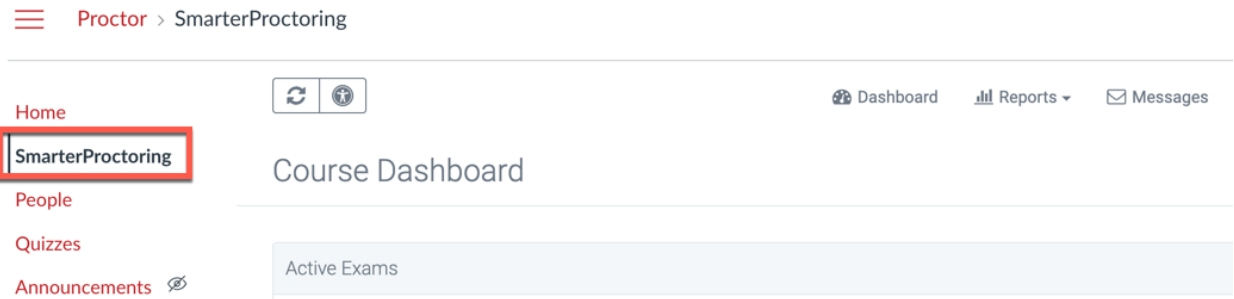 Proctor > SmarterProctoring
Dashboard Reports Messages
Home
SmarterProctoring
Course Dashboard
People
Quizzes
Active Exams
Announcements